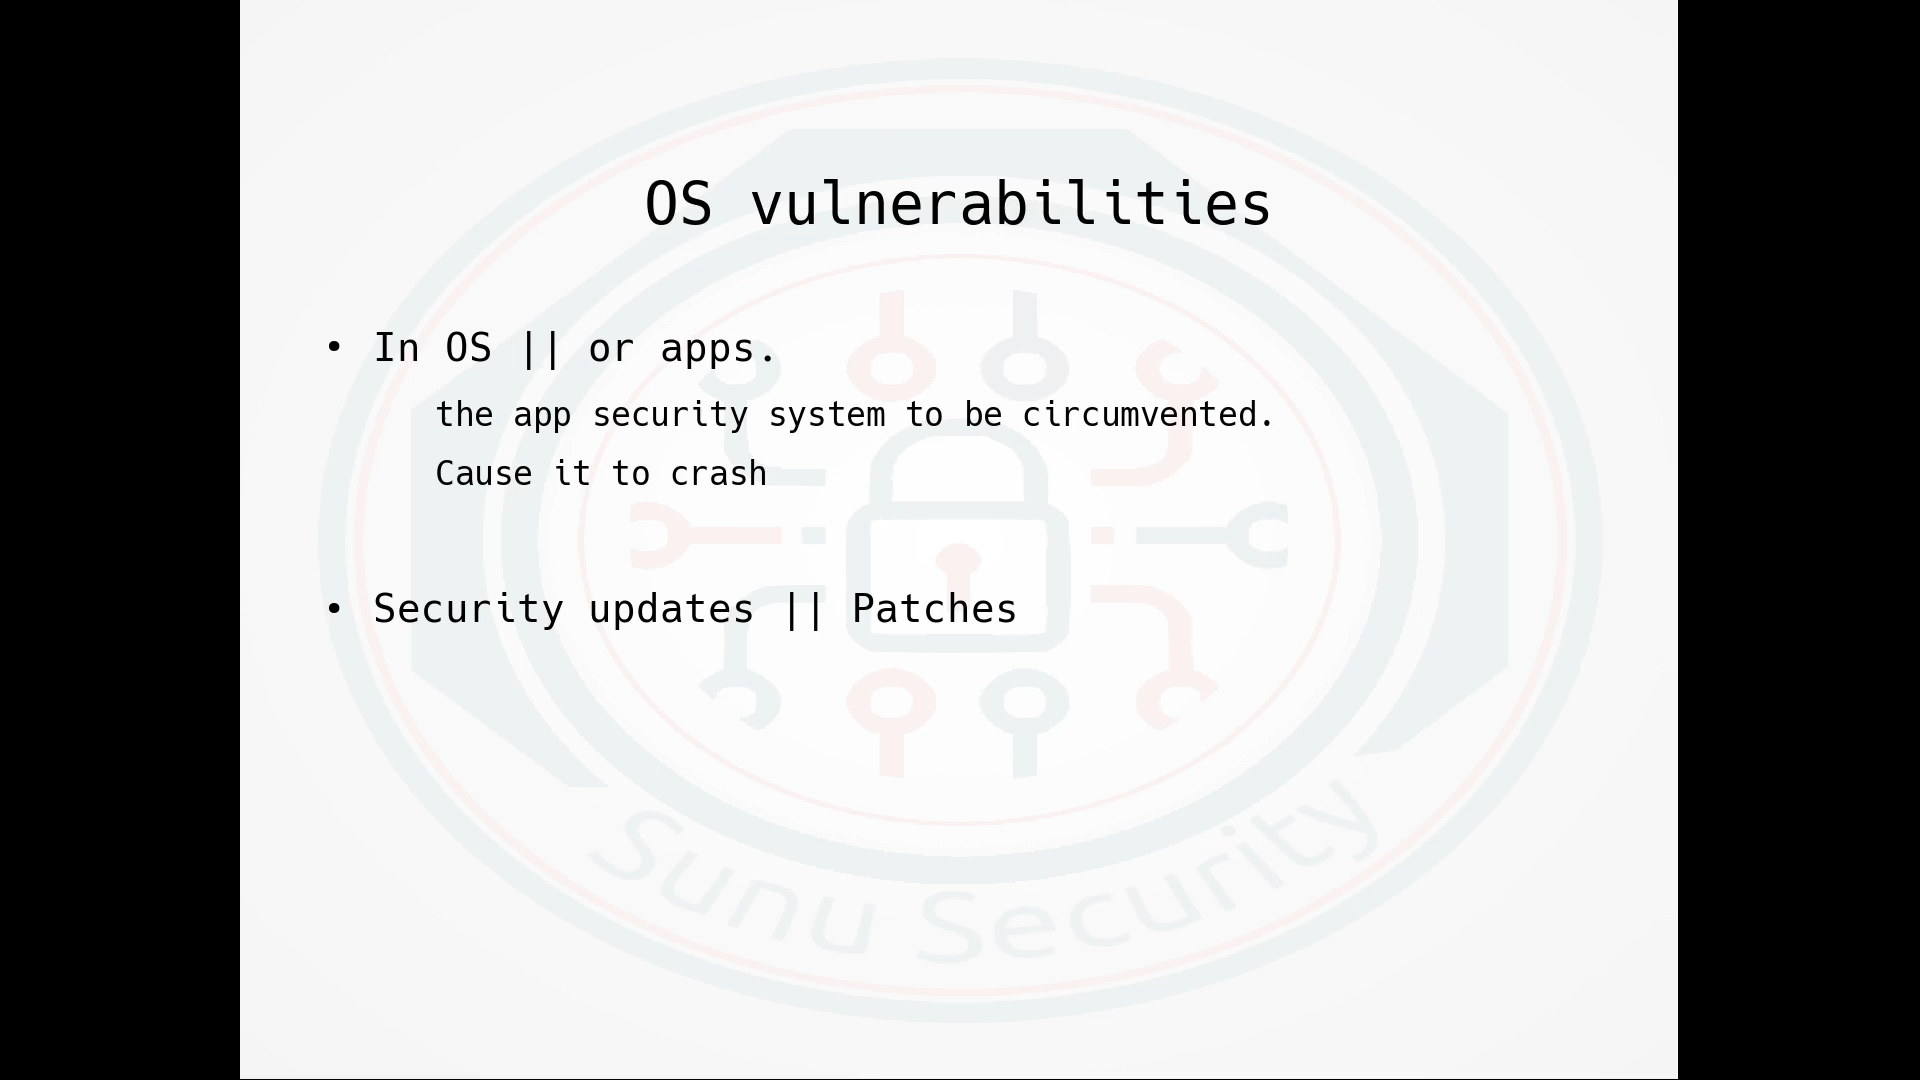 OS vulnerabilities
• In OS || or apps.
the app security system to be circumvented.
Cause it to crash
• Security updates || Patches
Sunu Security